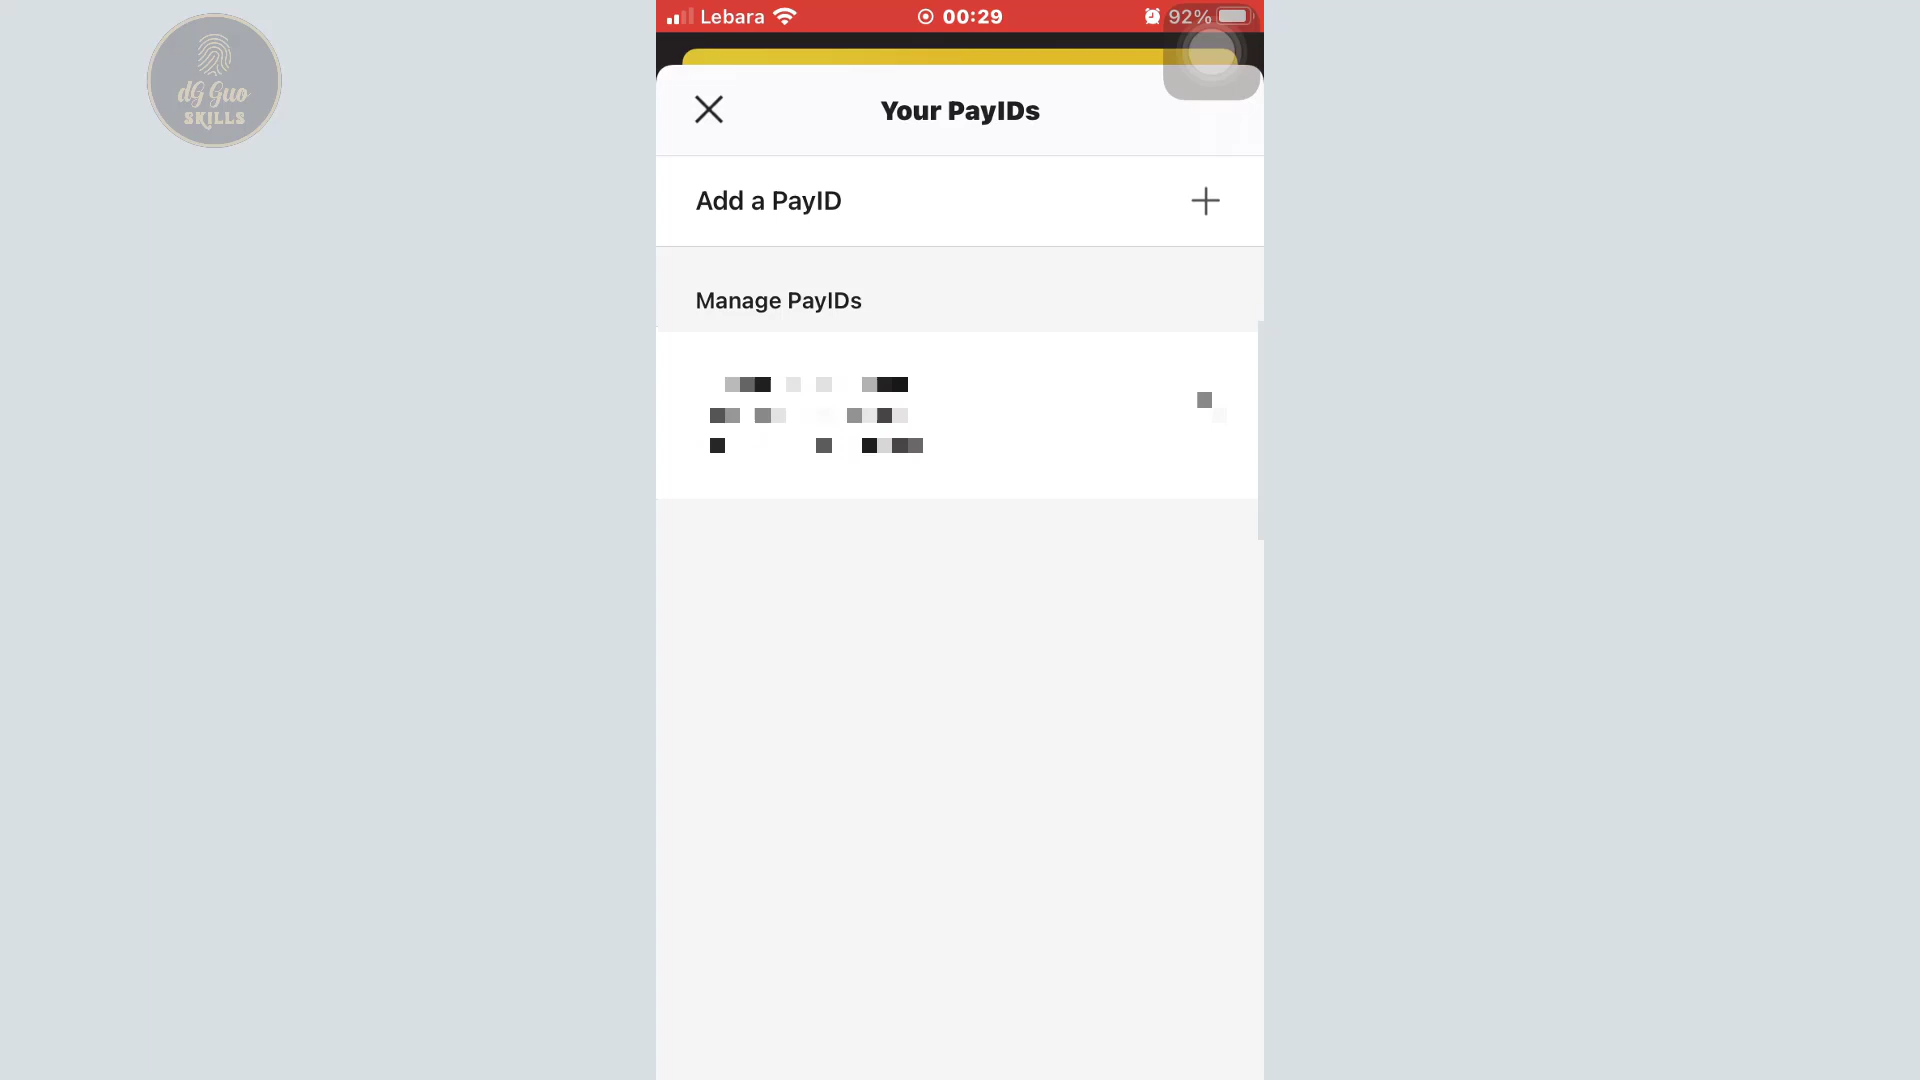 dG Guo
SKILLS
Lebara 00:29 92%
Your PayIDs
Add a PayID
Manage PayIDs